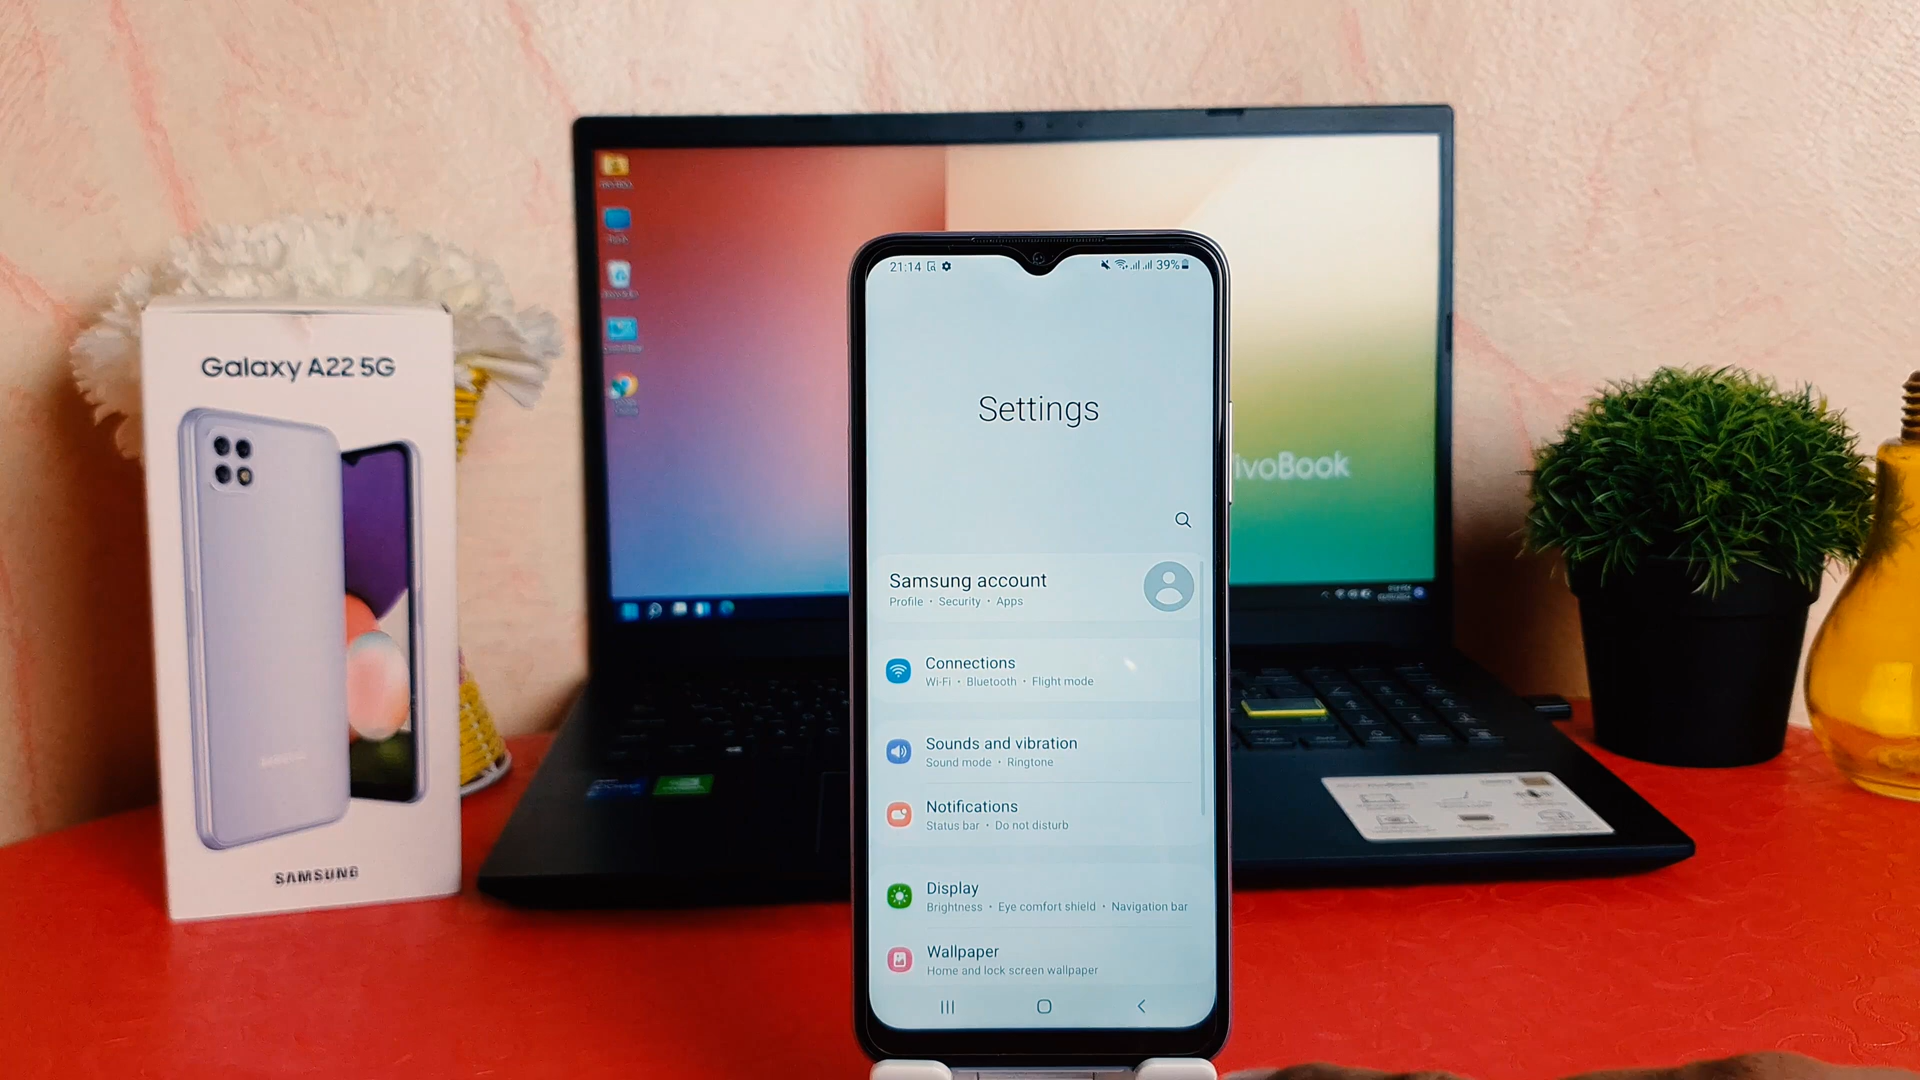 Galaxy A22 5G
SAMSUNG
ivoBook
21:14
39%
Settings
Samsung account
Profile • Security • Apps
Connections
Wi-Fi • Bluetooth • Flight mode
Sounds and vibration
Sound mode • Ringtone
Notifications
Status bar • Do not disturb
Display
Brightness • Eye comfort shield • Navigation bar
Wallpaper
Home and lock screen wallpaper